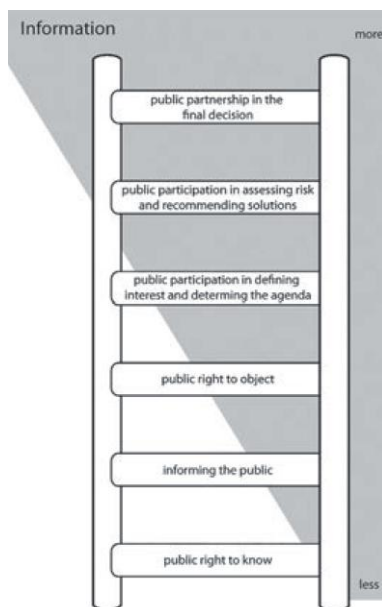 Information
more
public partnership in the
final decision
public participation in assessing risk
and recommending solutions
public participation in defining
interest and determing the agenda
public right to object
informing the public
public right to know
less